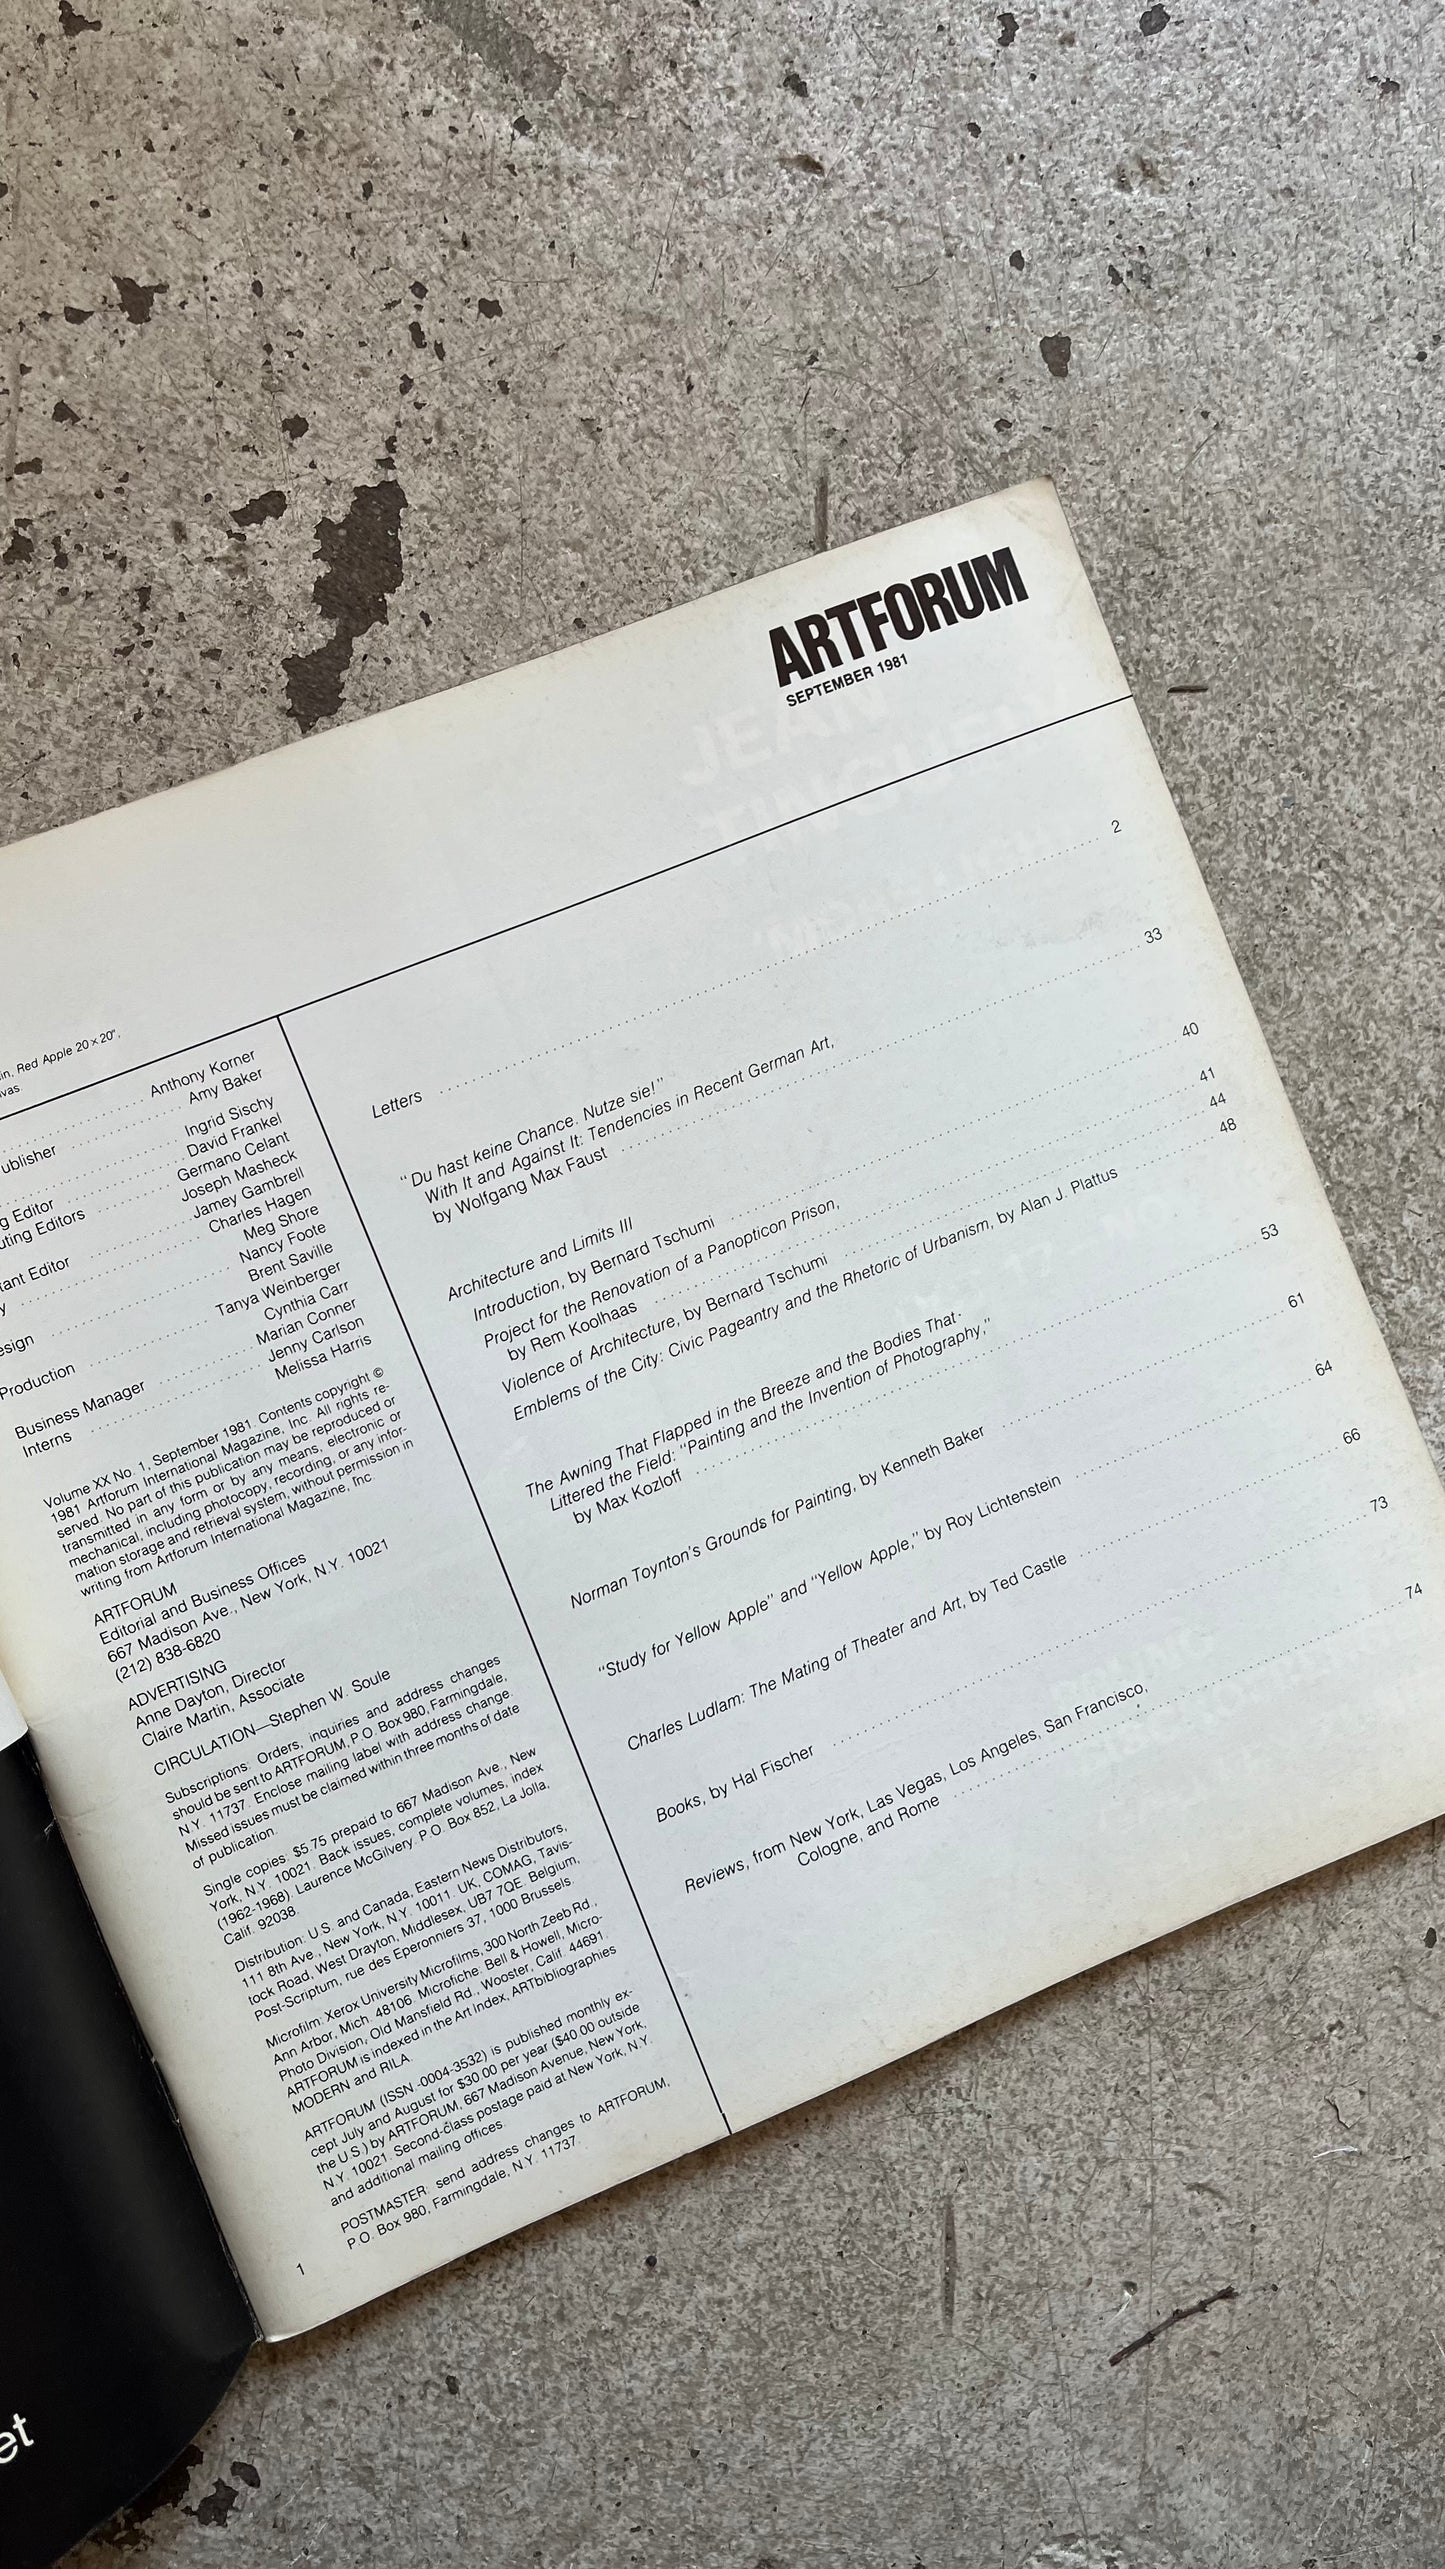 ARTFORUM
SEPTEMBER 1981
Red Apple 20 × 20",
Anthony Korner
Amy Baker
Ingrid Sischy
David Frankel
Editor
Germano Celant
Editors
Joseph Masheck
Jamey Gambrell
Editor
Charles Hagen
Meg Shore
Nancy Foote
Brent Saville
Production
Tanya Weinberger
Cynthia Carr
Business Manager
Marian Conner
Interns
Jenny Carlson
Melissa Harris
Volume XX No. 1, September 1981. Contents copyright ©
1981 Artforum International Magazine, Inc. All rights re-
served. No part of this publication may be reproduced or
transmitted in any form or by any means, electronic or
mechanical, including photocopy, recording, or any infor-
mation storage and retrieval system, without permission in
writing from Artforum International Magazine, Inc.
ARTFORUM
Editorial and Business Offices
667 Madison Ave., New York, N.Y. 10021
(212) 838-6820
ADVERTISING
Anne Dayton, Director
Claire Martin, Associate
CIRCULATION—Stephen W. Soule
Subscriptions: Orders, inquiries and address changes
should be sent to ARTFORUM, P.O. Box 980, Farmingdale,
N.Y. 11737. Enclose mailing label with address change.
Missed issues must be claimed within three months of date
of publication.
Single copies: $5.75 prepaid to 667 Madison Ave., New
York, N.Y. 10021. Back issues, complete volumes, index
(1962-1968): Laurence McGilvery, P.O. Box 852, La Jolla,
Calif. 92038.
Distribution: U.S. and Canada, Eastern News Distributors,
111 8th Ave., New York, N.Y. 10011. UK, COMAG, Tavis-
tock Road, West Drayton, Middlesex, UB7 7QE. Belgium,
Post-Scriptum, rue des Eperonniers 37, 1000 Brussels.
Microfilm: Xerox University Microfilms, 300 North Zeeb Rd.,
Ann Arbor, Mich. 48106. Microfiche: Bell & Howell, Micro-
Photo Division, Old Mansfield Rd., Wooster, Calif. 44691.
ARTFORUM is indexed in the Art Index, ARTbibliographies
MODERN and RILA.
ARTFORUM (ISSN -0004-3532) is published monthly ex-
cept July and August for $30.00 per year ($40.00 outside
the U.S.) by ARTFORUM, 667 Madison Avenue, New York,
N.Y. 10021. Second-class postage paid at New York, N.Y.
and additional mailing offices.
POSTMASTER: send address changes to ARTFORUM,
P.O. Box 980, Farmingdale, N.Y. 11737.
1
Letters 2
"Du hast keine Chance. Nutze sie!"
With It and Against It: Tendencies in Recent German Art,
by Wolfgang Max Faust 33
Architecture and Limits III
Introduction, by Bernard Tschumi 40
Project for the Renovation of a Panopticon Prison,
by Rem Koolhaas 41
Violence of Architecture, by Bernard Tschumi 44
Emblems of the City: Civic Pageantry and the Rhetoric of Urbanism, by Alan J. Plattus 48
The Awning That Flapped in the Breeze and the Bodies That
Littered the Field: "Painting and the Invention of Photography,"
by Max Kozloff 53
Norman Toynton's Grounds for Painting, by Kenneth Baker 61
"Study for Yellow Apple" and "Yellow Apple," by Roy Lichtenstein 64
Charles Ludlam: The Mating of Theater and Art, by Ted Castle 66
Books, by Hal Fischer 73
Reviews, from New York, Las Vegas, Los Angeles, San Francisco,
Cologne, and Rome 74
JEAN
TINGUELY